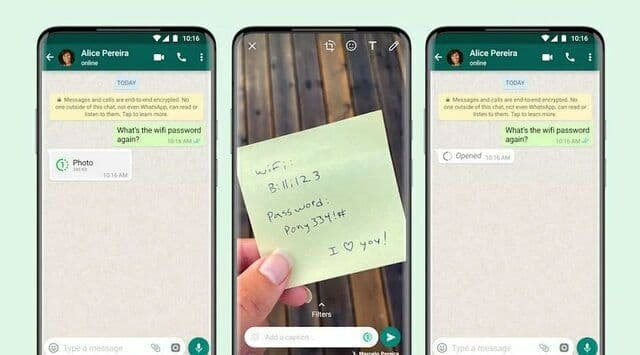 10:16
Alice Pereira
online
TODAY
Messages and calls are end-to-end encrypted. No
one outside of this chat, not even WhatsApp, can read
or listen to them. Tap to learn more.
What's the wifi password
again?
10:16 AM
Photo
340 KB
10:16 AM
Type a message
T
wifi:
Billi123
Password:
Pony334!#
I ♡ you!
Filters
Add a caption...
Marcelo Pereira
10:16
Alice Pereira
online
TODAY
Messages and calls are end-to-end encrypted. No
one outside of this chat, not even WhatsApp, can read or
listen to them. Tap to learn more.
What's the wifi password
again?
10:16 AM
Opened
10:16 AM
Type a message